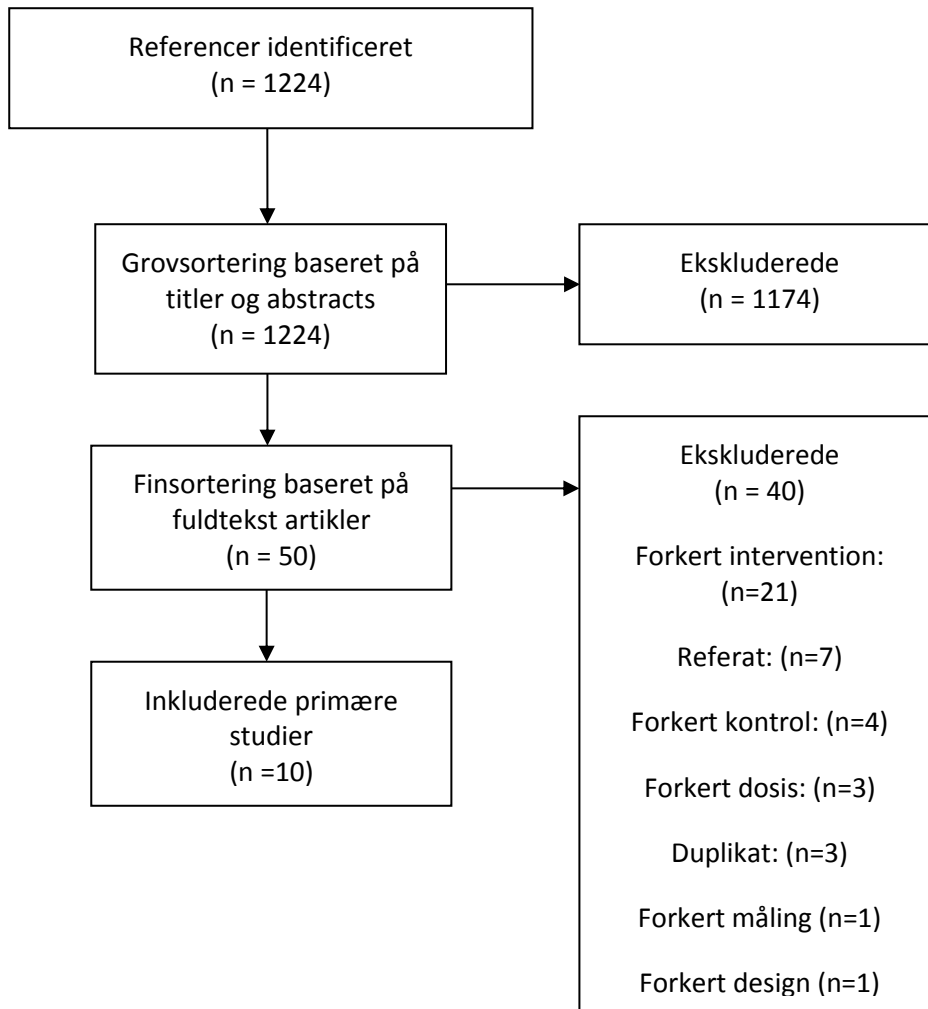 Referencer identificeret
(n = 1224)
Grovsortering baseret på
titler og abstracts
(n = 1224)
Ekskluderede
(n = 1174)
Finsortering baseret på
fuldtekst artikler
(n = 50)
Ekskluderede
(n = 40)
Forkert intervention:
(n=21)
Referat: (n=7)
Forkert kontrol: (n=4)
Forkert dosis: (n=3)
Duplikat: (n=3)
Forkert måling (n=1)
Forkert design (n=1)
Inkluderede primære
studier
(n =10)